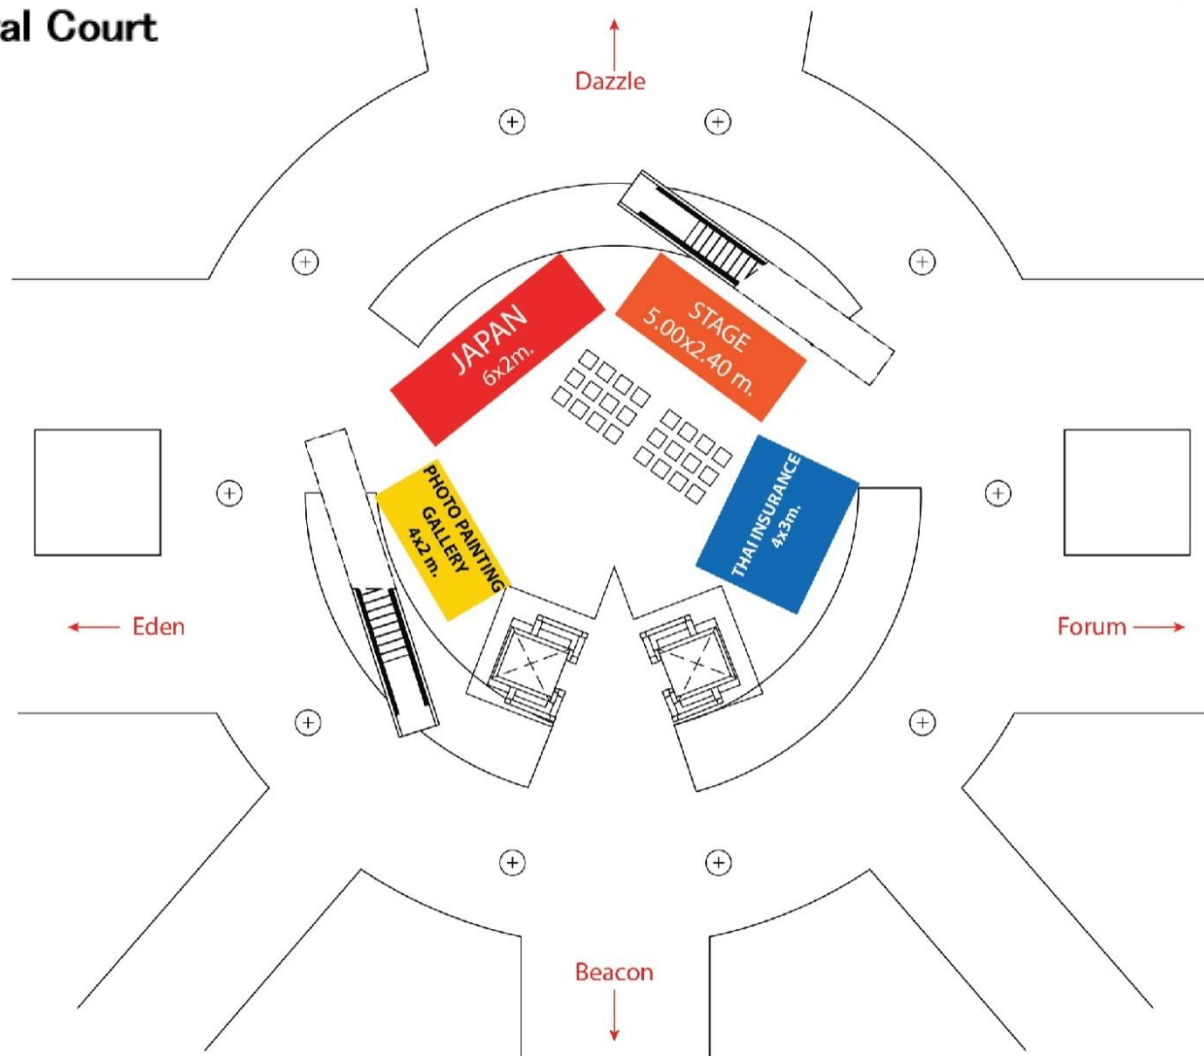 al Court
Dazzle
JAPAN
6x2m.
STAGE
5.00x2.40 m.
PHOTO PAINTING
GALLERY
4x2 m.
THAI INSURANCE
4x3m.
Eden
Forum
Beacon